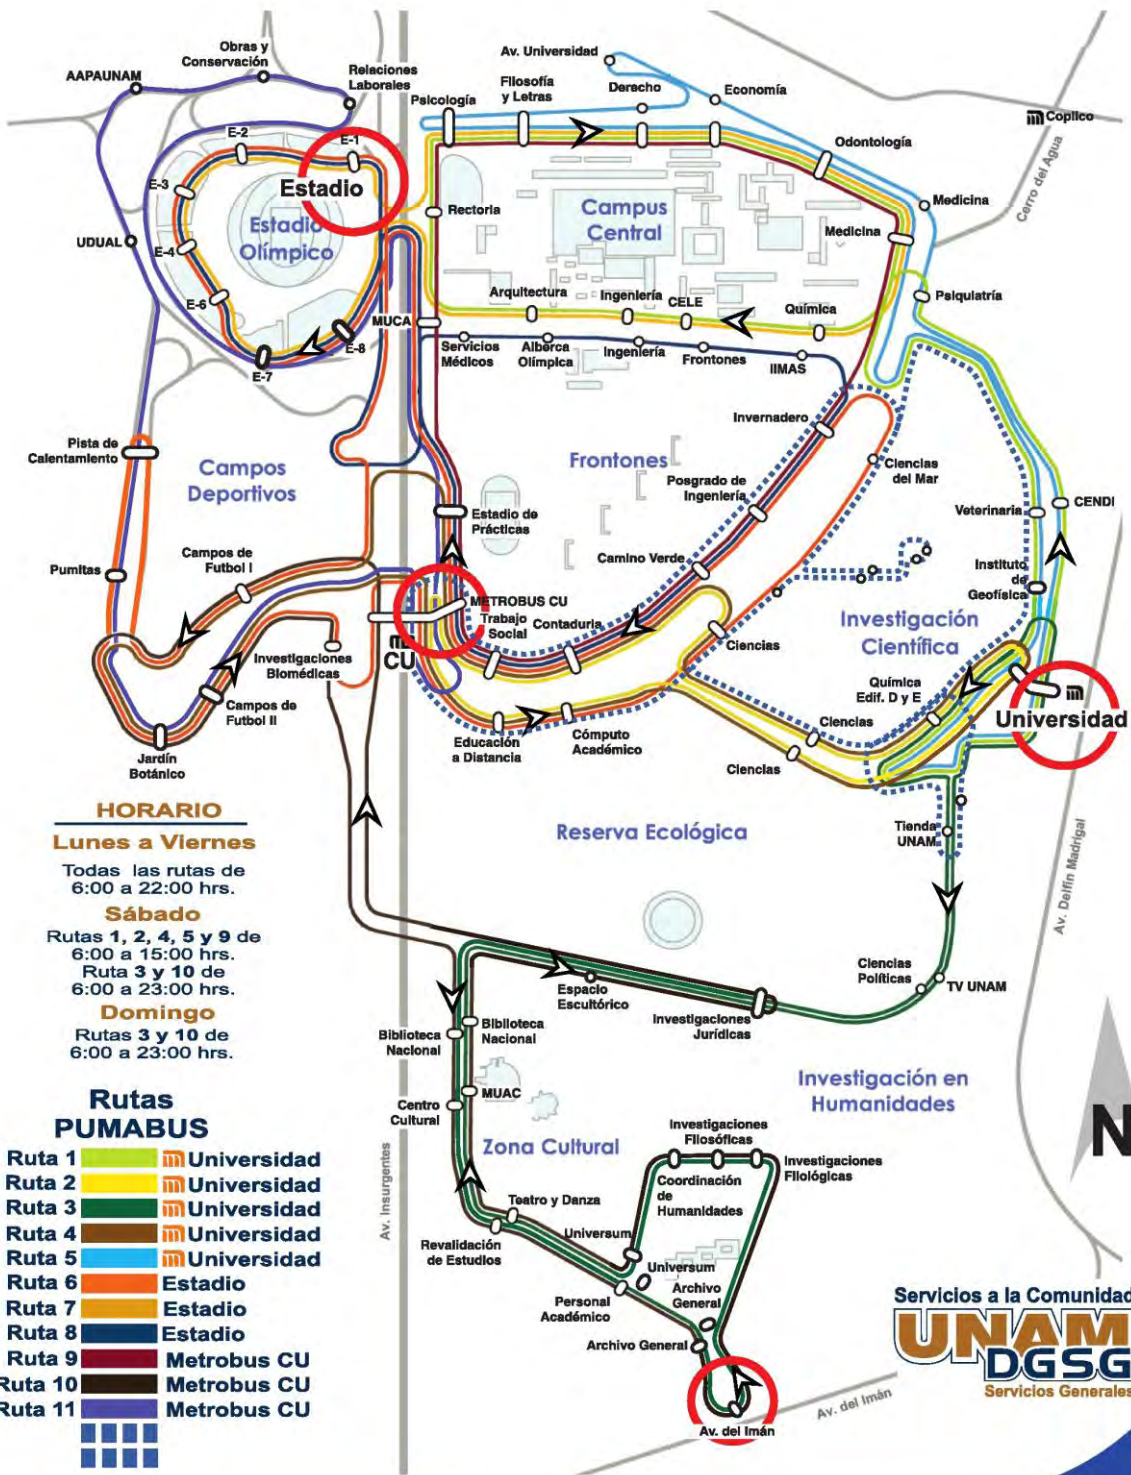 Obras y
Conservación
AAPAUNAM
Relaciones
Laborales
Av. Universidad
Filosofía
y Letras
Derecho
Economía
Psicología
Copilco
E-2
E-1
Odontología
E-3
Estadio
Rectoria
Campus
Central
Medicina
Cerro del Agua
Estadio
Olímpico
Medicina
UDUAL
E-4
E-6
Arquitectura
Ingeniería
CELE
Química
Psiquiatría
MUCA
E-8
E-7
Servicios
Médicos
Alberca
Olímpica
Ingeniería
Frontones
IIMAS
Invernadero
Pista de
Calentamiento
Campos
Deportivos
Frontones
Ciencias
del Mar
Posgrado de
Ingeniería
Veterinaria
CENDI
Estadio de
Prácticas
Campos de
Futbol I
Camino Verde
Instituto
de
Geofísica
Pumitas
METROBUS CU
Trabajo
Social
Contaduria
Investigación
Científica
CU
Ciencias
Investigaciones
Biomédicas
Química
Edif. D y E
Campos de
Futbol II
Universidad
Ciencias
Educación
a Distancia
Cómputo
Académico
Jardín
Botánico
Ciencias
HORARIO
Lunes a Viernes
Todas las rutas de
6:00 a 22:00 hrs.
Sábado
Rutas 1, 2, 4, 5 y 9 de
6:00 a 15:00 hrs.
Ruta 3 y 10 de
6:00 a 23:00 hrs.
Domingo
Rutas 3 y 10 de
6:00 a 23:00 hrs.
Reserva Ecológica
Tienda
UNAM
Av. Delfín Madrigal
Ciencias
Políticas
TV UNAM
Espacio
Escultórico
Investigaciones
Jurídicas
Biblioteca
Nacional
Biblioteca
Nacional
MUAC
Centro
Cultural
Investigación en
Humanidades
N
Zona Cultural
Investigaciones
Filosóficas
Investigaciones
Filológicas
Coordinación
de
Humanidades
Av. Insurgentes
Teatro y Danza
Revalidación
de Estudios
Universum
Universum
Personal
Académico
Archivo
General
Archivo General
Av. del Imán
Av. del Imán
Rutas
PUMABUS
Ruta 1 Universidad
Ruta 2 Universidad
Ruta 3 Universidad
Ruta 4 Universidad
Ruta 5 Universidad
Ruta 6 Estadio
Ruta 7 Estadio
Ruta 8 Estadio
Ruta 9 Metrobus CU
Ruta 10 Metrobus CU
Ruta 11 Metrobus CU
Servicios a la Comunidad
UNAM
DGSG
Servicios Generales